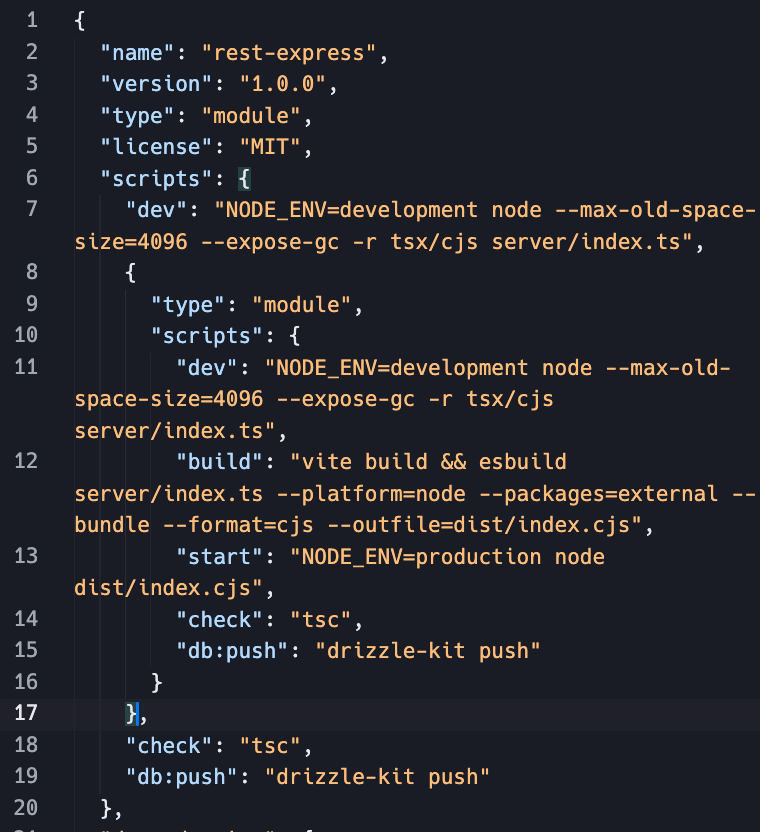 1 {
2 "name": "rest-express",
3 "version": "1.0.0",
4 "type": "module",
5 "license": "MIT",
6 "scripts": {
7 "dev": "NODE_ENV=development node --max-old-space-
size=4096 --expose-gc -r tsx/cjs server/index.ts",
8 {
9 "type": "module",
10 "scripts": {
11 "dev": "NODE_ENV=development node --max-old-
space-size=4096 --expose-gc -r tsx/cjs
server/index.ts",
12 "build": "vite build && esbuild
server/index.ts --platform=node --packages=external --
bundle --format=cjs --outfile=dist/index.cjs",
13 "start": "NODE_ENV=production node
dist/index.cjs",
14 "check": "tsc",
15 "db:push": "drizzle-kit push"
16 }
17 },
18 "check": "tsc",
19 "db:push": "drizzle-kit push"
20 },